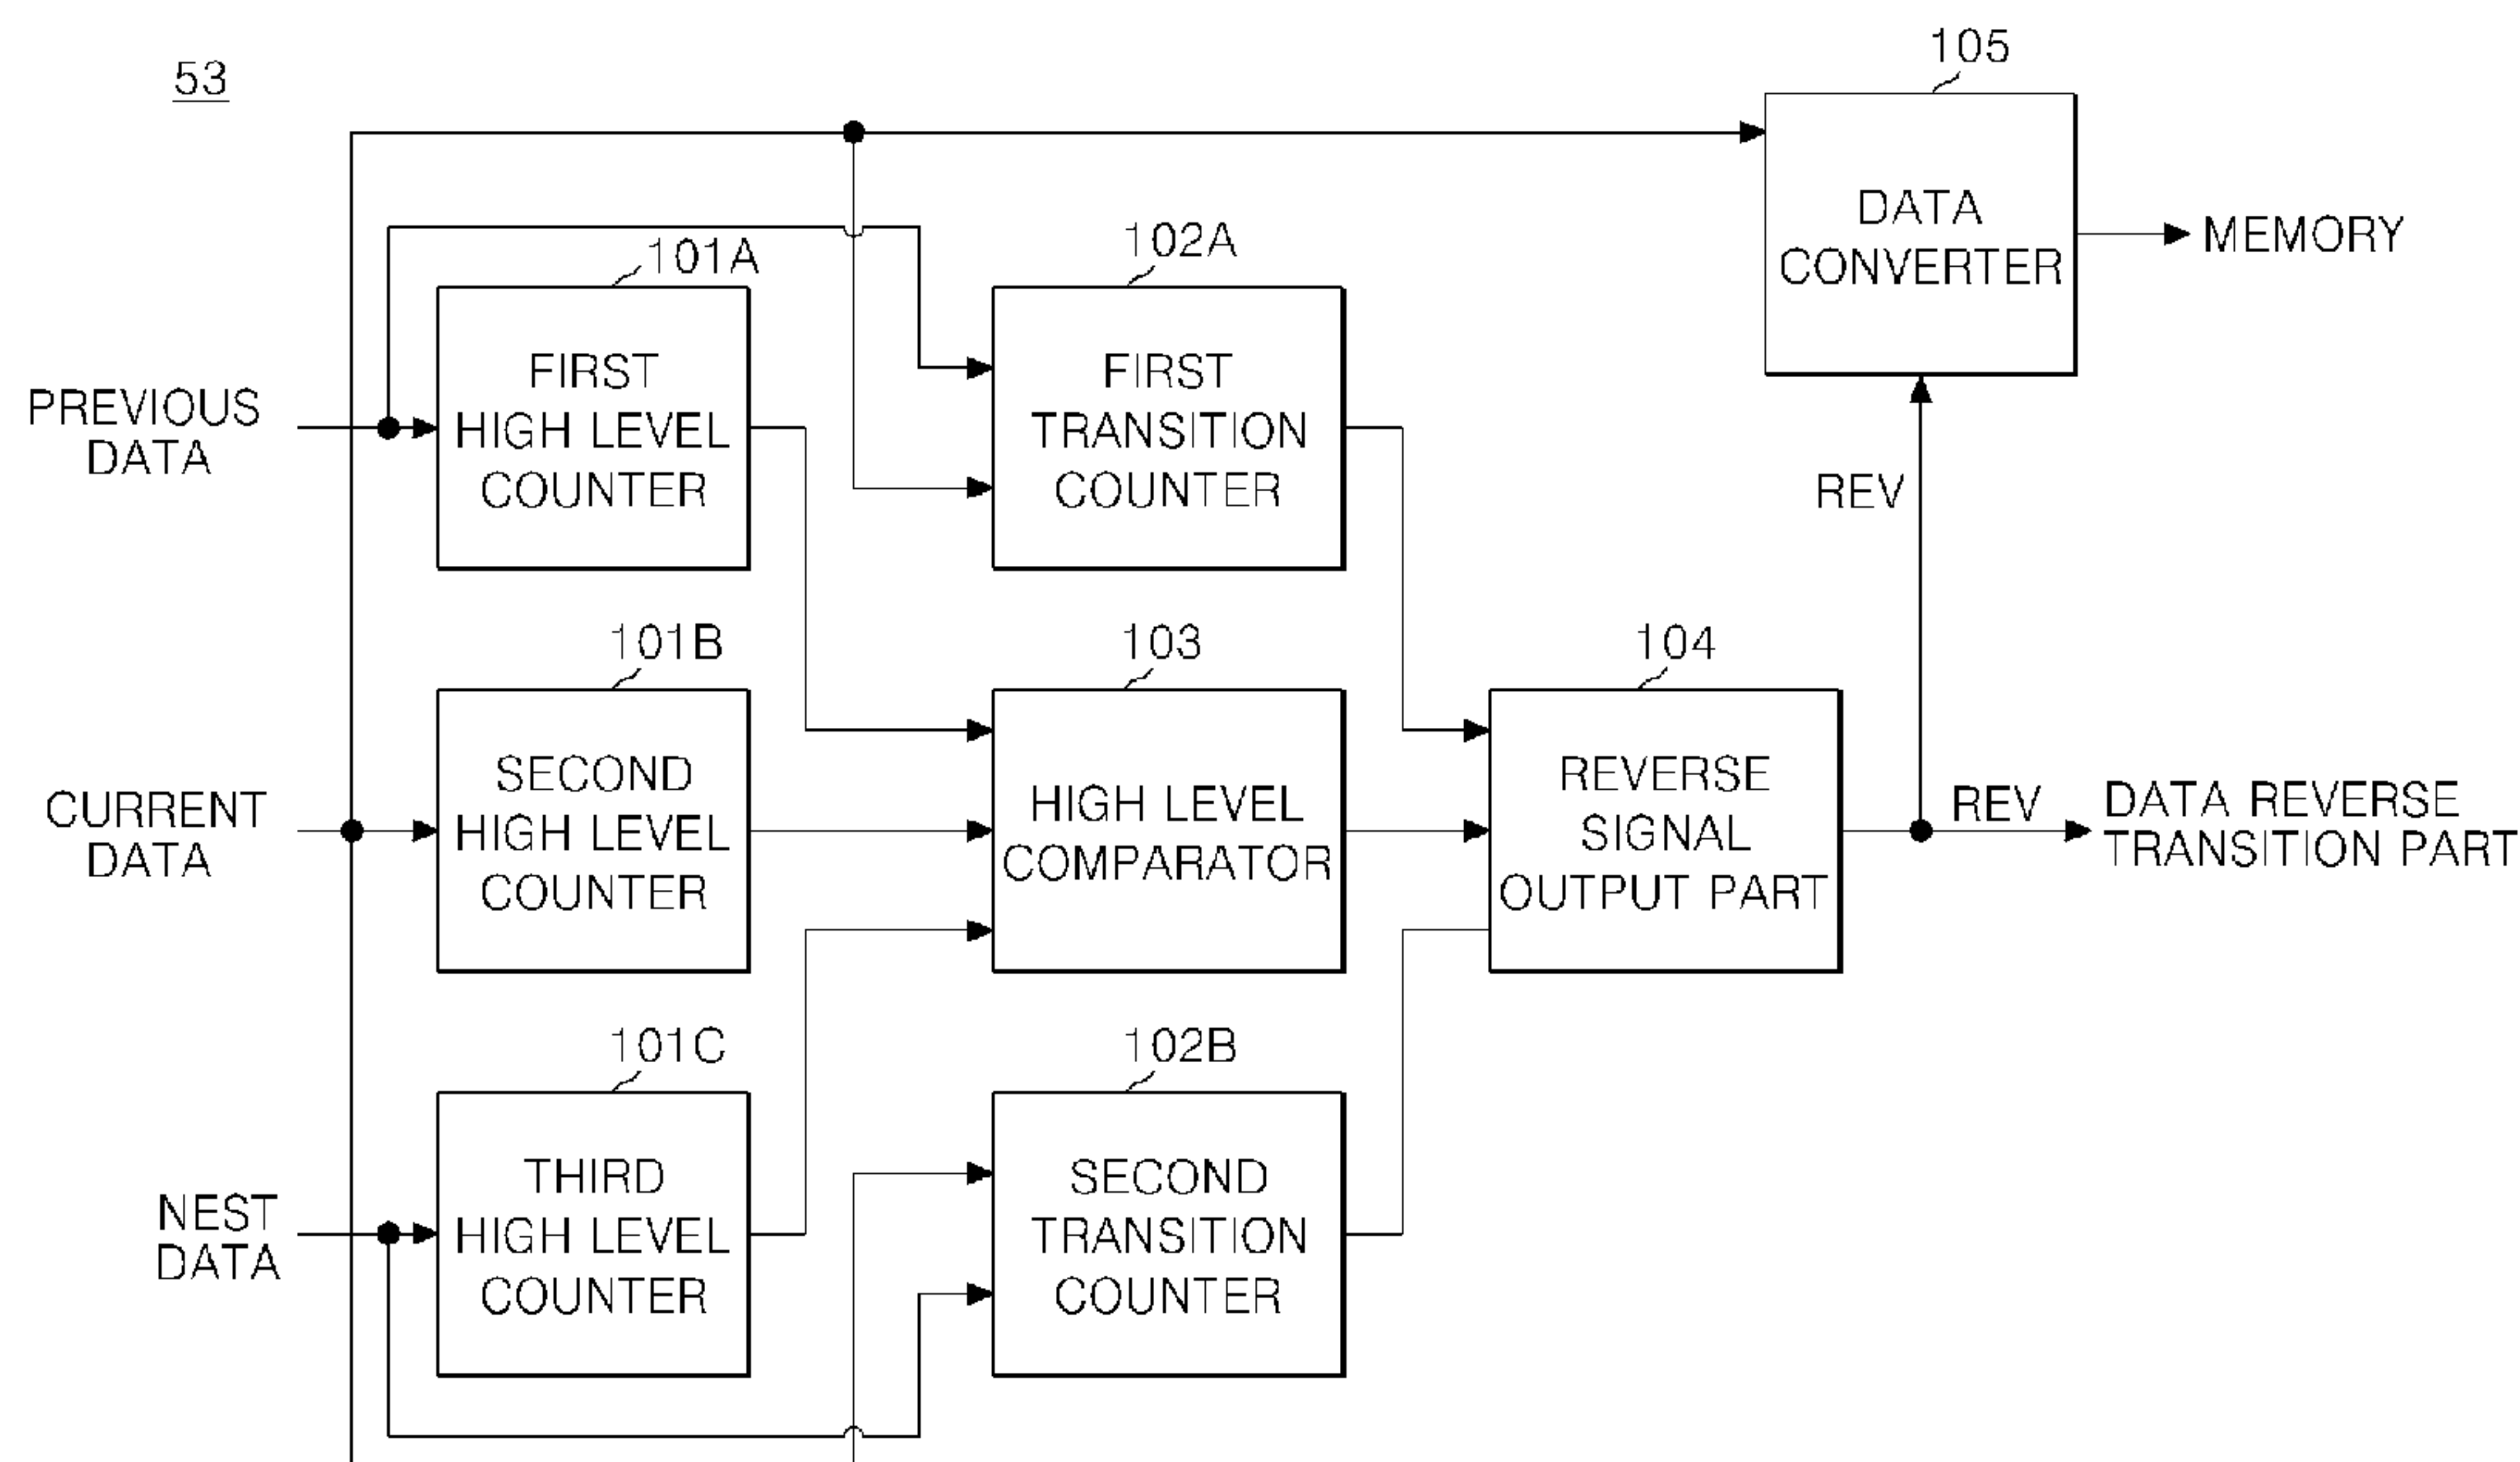 53
105
DATA
CONVERTER
MEMORY
101A
102A
PREVIOUS
DATA
FIRST
HIGH LEVEL
COUNTER
FIRST
TRANSITION
COUNTER
REV
101B
103
104
CURRENT
DATA
SECOND
HIGH LEVEL
COUNTER
HIGH LEVEL
COMPARATOR
REVERSE
SIGNAL
OUTPUT PART
REV
DATA REVERSE
TRANSITION PART
101C
102B
NEST
DATA
THIRD
HIGH LEVEL
COUNTER
SECOND
TRANSITION
COUNTER